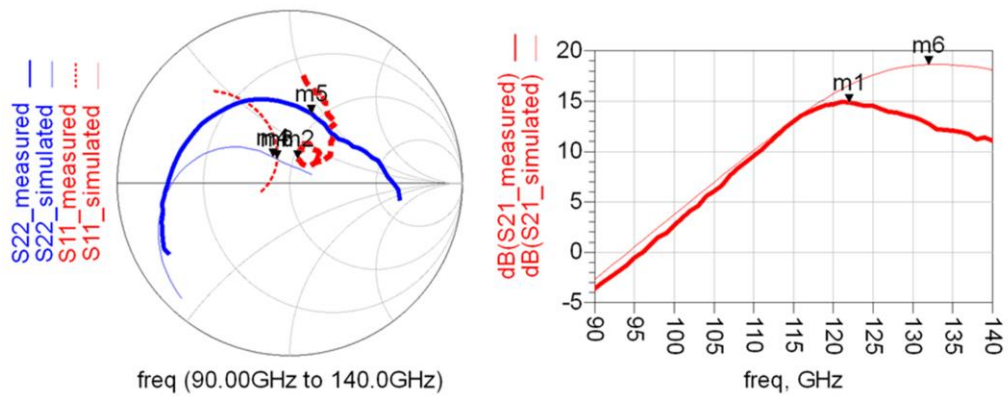 S22_measured
S22_simulated
S11_measured
S11_simulated
m5
m2
freq (90.00GHz to 140.0GHz)
dB(S21_measured)
dB(S21_simulated)
m6
m1
20
15
10
5
0
-5
90
95
100
105
110
115
120
125
130
135
140
freq, GHz